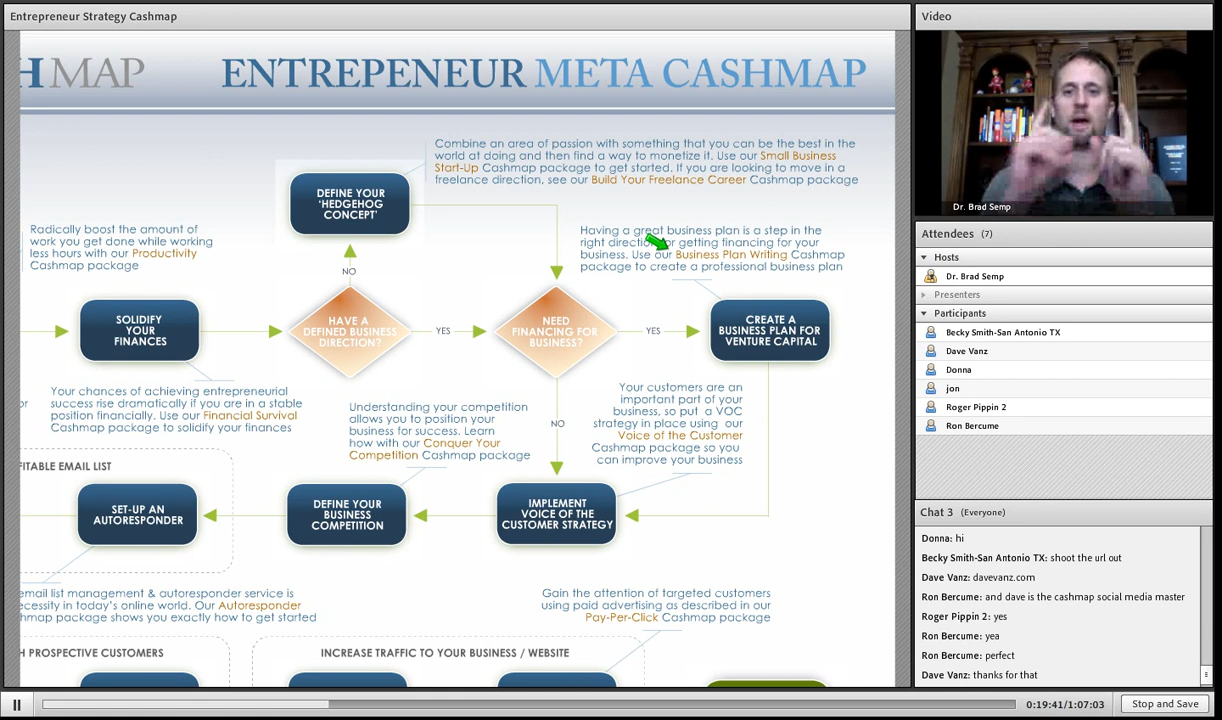 Entrepreneur Strategy Cashmap
H MAP
ENTREPENEUR META CASHMAP
Combine an area of passion with something that you can be the best in the
world at doing and then find a way to monetize it. Use our Small Business
Start-Up Cashmap package to get started. If you are looking to move in a
freelance direction, see our Build Your Freelance Career Cashmap package
DEFINE YOUR
'HEDGEHOG
CONCEPT'
Radically boost the amount of
work you get done while working
less hours with our Productivity
Cashmap package
Having a great business plan is a step in the
right direction for getting financing for your
business. Use our Business Plan Writing Cashmap
package to create a professional business plan
NO
SOLIDIFY
YOUR
FINANCES
HAVE A
DEFINED BUSINESS
DIRECTION?
YES
NEED
FINANCING FOR
BUSINESS?
YES
CREATE A
BUSINESS PLAN FOR
VENTURE CAPITAL
or
Your chances of achieving entrepreneurial
success rise dramatically if you are in a stable
position financially. Use our Financial Survival
Cashmap package to solidify your finances
Understanding your competition
allows you to position your
business for success. Learn
how with our Conquer Your
Competition Cashmap package
NO
Your customers are an
important part of your
business, so put a VOC
strategy in place using our
Voice of the Customer
Cashmap package so you
can improve your business
FITABLE EMAIL LIST
SET-UP AN
AUTORESPONDER
DEFINE YOUR
BUSINESS
COMPETITION
IMPLEMENT
VOICE OF THE
CUSTOMER STRATEGY
email list management & autoresponder service is
ecessity in today's online world. Our Autoresponder
hmap package shows you exactly how to get started
Gain the attention of targeted customers
using paid advertising as described in our
Pay-Per-Click Cashmap package
H PROSPECTIVE CUSTOMERS
INCREASE TRAFFIC TO YOUR BUSINESS / WEBSITE
Video
Dr. Brad Semp
Attendees (7)
Hosts
Dr. Brad Semp
Presenters
Participants
Becky Smith-San Antonio TX
Dave Vanz
Donna
jon
Roger Pippin 2
Ron Bercume
Chat 3 (Everyone)
Donna: hi
Becky Smith-San Antonio TX: shoot the url out
Dave Vanz: davevanz.com
Ron Bercume: and dave is the cashmap social media master
Roger Pippin 2: yes
Ron Bercume: yea
Ron Bercume: perfect
Dave Vanz: thanks for that
0:19:41/1:07:03
Stop and Save